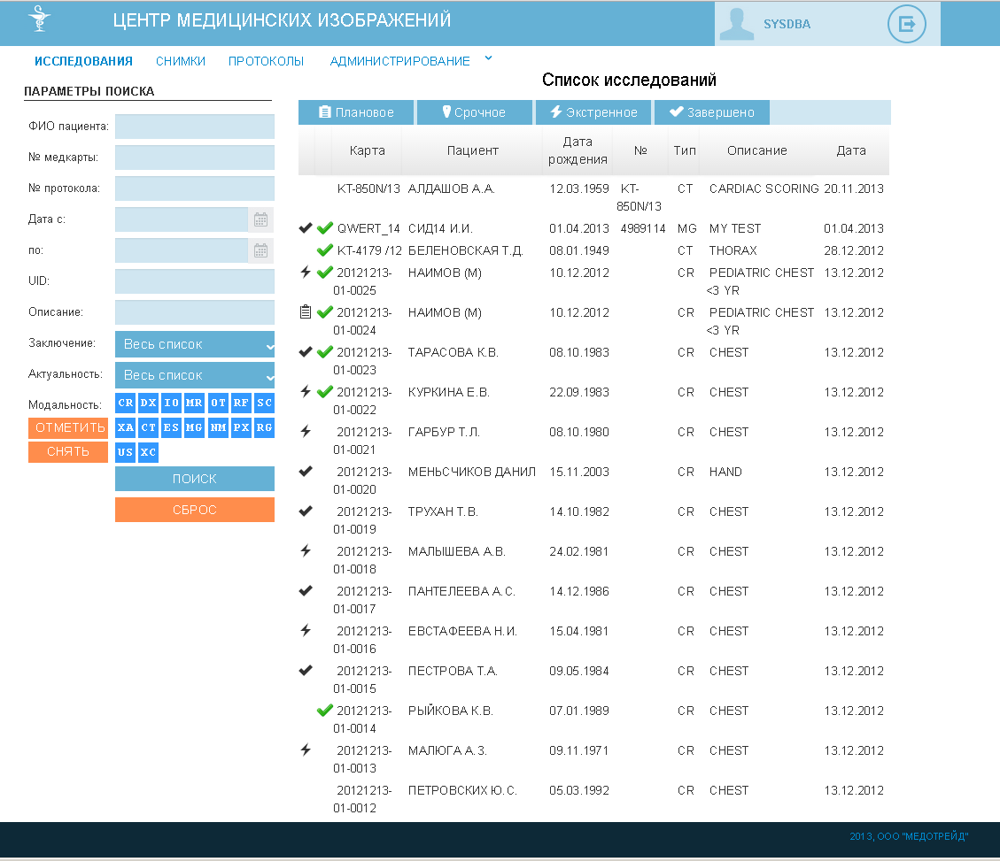 ЦЕНТР МЕДИЦИНСКИХ ИЗОБРАЖЕНИЙ
SYSDBA
ИССЛЕДОВАНИЯ СНИМКИ ПРОТОКОЛЫ АДМИНИСТРИРОВАНИЕ
ПАРАМЕТРЫ ПОИСКА
ФИО пациента:
№ медкарты:
№ протокола:
Дата с:
по:
UID:
Описание:
Заключение: Весь список
Актуальность: Весь список
Модальность: CR DX IO MR OT RF SC
ОТМЕТИТЬ XA CT ES MG NM PX RG
СНЯТЬ US XC
ПОИСК
СБРОС
Список исследований
Плановое Срочное Экстренное Завершено
Карта Пациент Дата рождения № Тип Описание Дата
KT-850N/13 АЛДАШОВ А.А. 12.03.1959 KT- CT CARDIAC SCORING 20.11.2013
850N/13
QWERT_14 СИД14 И.И. 01.04.2013 4989114 MG MY TEST 01.04.2013
KT-4179 /12 БЕЛЕНОВСКАЯ Т.Д. 08.01.1949 CT THORAX 28.12.2012
20121213- НАИМОВ (М) 10.12.2012 CR PEDIATRIC CHEST 13.12.2012
01-0025 <3 YR
20121213- НАИМОВ (М) 10.12.2012 CR PEDIATRIC CHEST 13.12.2012
01-0024 <3 YR
20121213- ТАРАСОВА К.В. 08.10.1983 CR CHEST 13.12.2012
01-0023
20121213- КУРКИНА Е.В. 22.09.1983 CR CHEST 13.12.2012
01-0022
20121213- ГАРБУР Т.Л. 08.10.1980 CR CHEST 13.12.2012
01-0021
20121213- МЕНЬСЧИКОВ ДАНИЛ 15.11.2003 CR HAND 13.12.2012
01-0020
20121213- ТРУХАН Т.В. 14.10.1982 CR CHEST 13.12.2012
01-0019
20121213- МАЛЫШЕВА А.В. 24.02.1981 CR CHEST 13.12.2012
01-0018
20121213- ПАНТЕЛЕЕВА А.С. 14.12.1986 CR CHEST 13.12.2012
01-0017
20121213- ЕВСТАФЕЕВА Н.И. 15.04.1981 CR CHEST 13.12.2012
01-0016
20121213- ПЕСТРОВА Т.А. 09.05.1984 CR CHEST 13.12.2012
01-0015
20121213- РЫЙКОВА К.В. 07.01.1989 CR CHEST 13.12.2012
01-0014
20121213- МАЛЮГА А.З. 09.11.1971 CR CHEST 13.12.2012
01-0013
20121213- ПЕТРОВСКИХ Ю.С. 05.03.1992 CR CHEST 13.12.2012
01-0012
2013, ООО "МЕДОТРЕЙД"